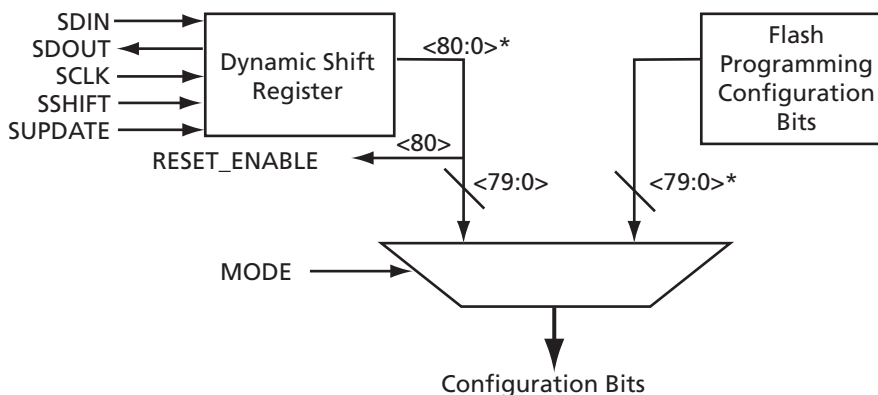 SDIN
SDOUT
SCLK
SSHIFT
SUPDATE
Dynamic Shift
Register
<80:0>*
Flash
Programming
Configuration
Bits
<80>
RESET_ENABLE
<79:0>
<79:0>*
MODE
Configuration Bits